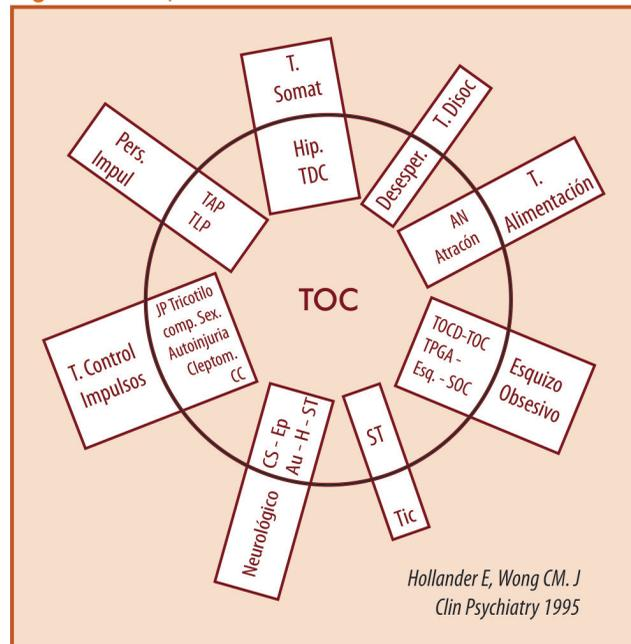 T.
Somat
Hip.
TDC
T. Disoc
Desesper.
T.
Alimentación
AN
Atracón
TOCD-TOC
TPGA -
Esq. - SOC
Esquizo
Obsesivo
ST
Tic
CS - Ep
Au - H - ST
Neurológico
JP Tricotilo
comp. Sex.
Autoinjuria
Cleptom.
CC
T. Control
Impulsos
Pers.
Impul
TAP
TLP
TOC
Hollander E, Wong CM. J
Clin Psychiatry 1995